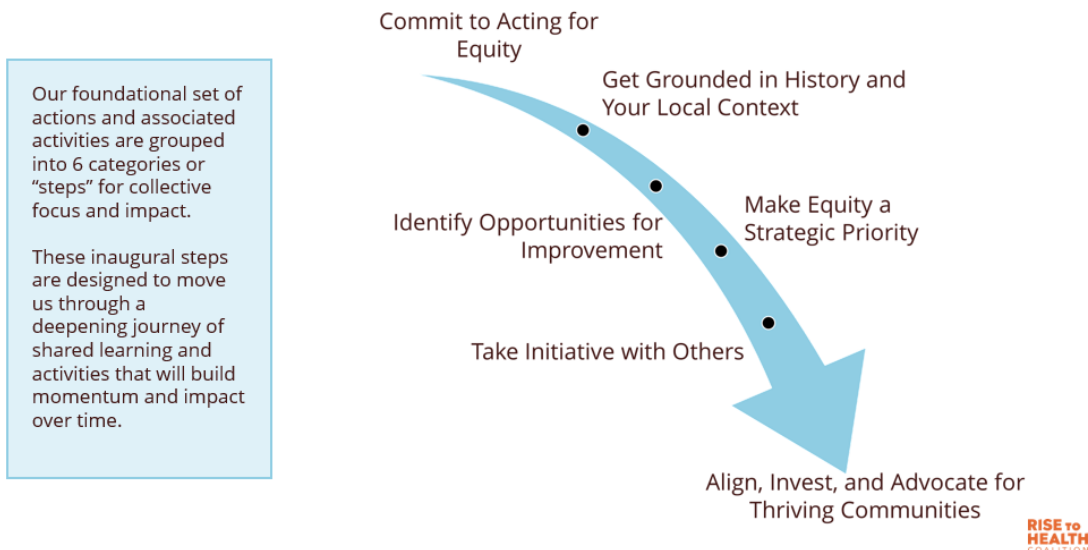 Commit to Acting for
Equity
Our foundational set of
actions and associated
activities are grouped
into 6 categories or
“steps” for collective
focus and impact.
These inaugural steps
are designed to move
us through a
deepening journey of
shared learning and
activities that will build
momentum and impact
over time.
Get Grounded in History and
Your Local Context
Identify Opportunities for
Improvement
Make Equity a
Strategic Priority
Take Initiative with Others
Align, Invest, and Advocate for
Thriving Communities
RISE TO
HEALTH
COALITION